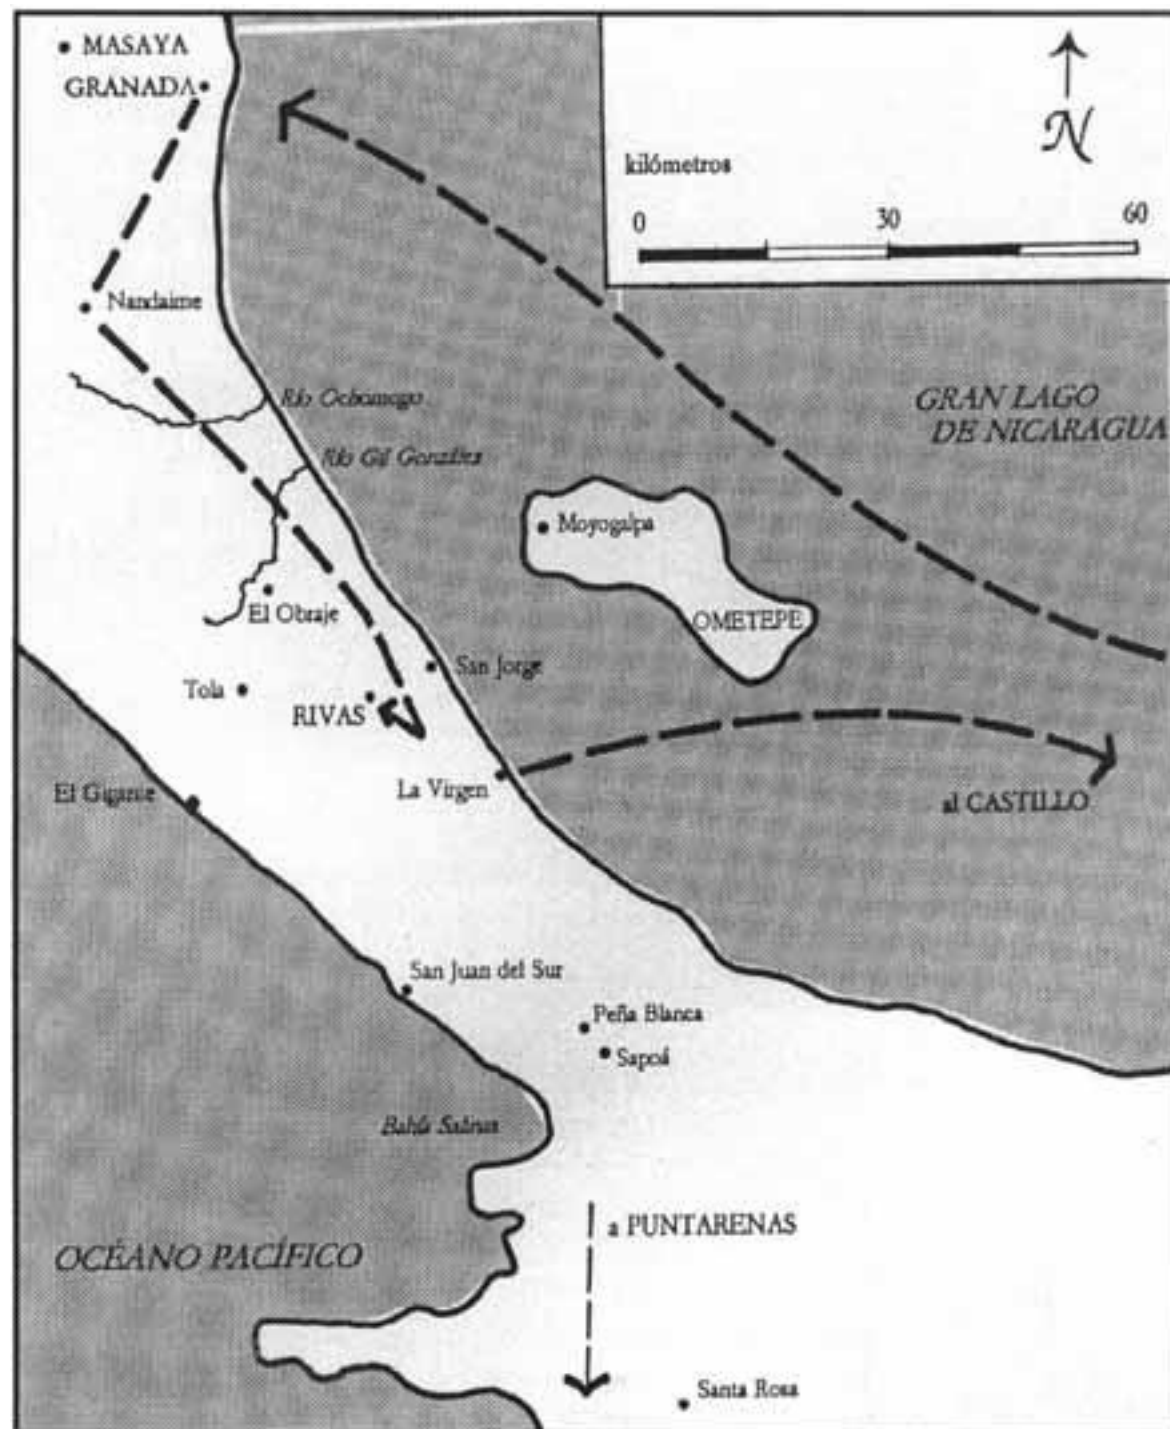 MASAYA
GRANADA
N
kilómetros
0 30 60
Nandaime
Río Ochomogo
GRAN LAGO
DE NICARAGUA
Río Gil González
Moyogalpa
El Obraje
OMETEPE
San Jorge
Tola
RIVAS
La Virgen
El Gigante
al CASTILLO
San Juan del Sur
Peña Blanca
Sapoá
Bahía Salinas
a PUNTARENAS
OCÉANO PACÍFICO
Santa Rosa